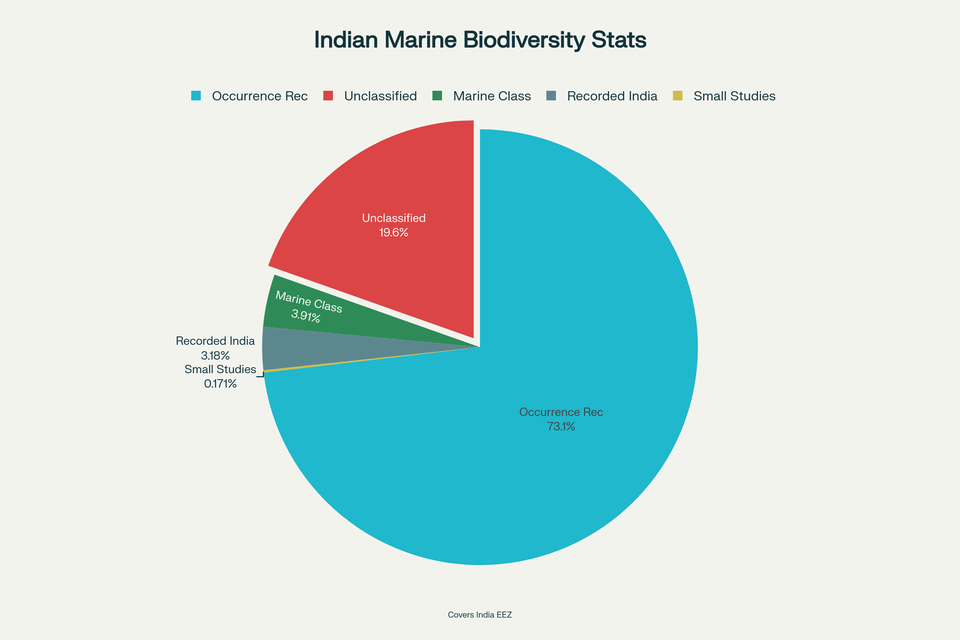 Indian Marine Biodiversity Stats
Occurrence Rec Unclassified Marine Class Recorded India Small Studies
Unclassified
19.6%
Marine Class
3.91%
Recorded India
3.18%
Small Studies
0.171%
Occurrence Rec
73.1%
Covers India EEZ